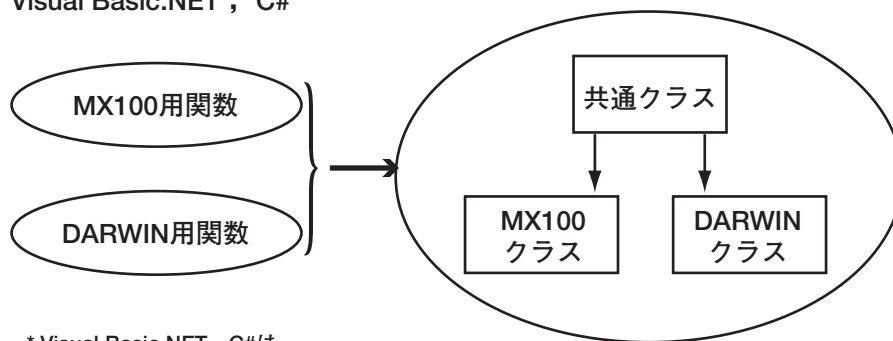 Visual Basic.NET，C#
MX100用関数
DARWIN用関数
共通クラス
MX100
クラス
DARWIN
クラス
* Visual Basic.NET，C#は